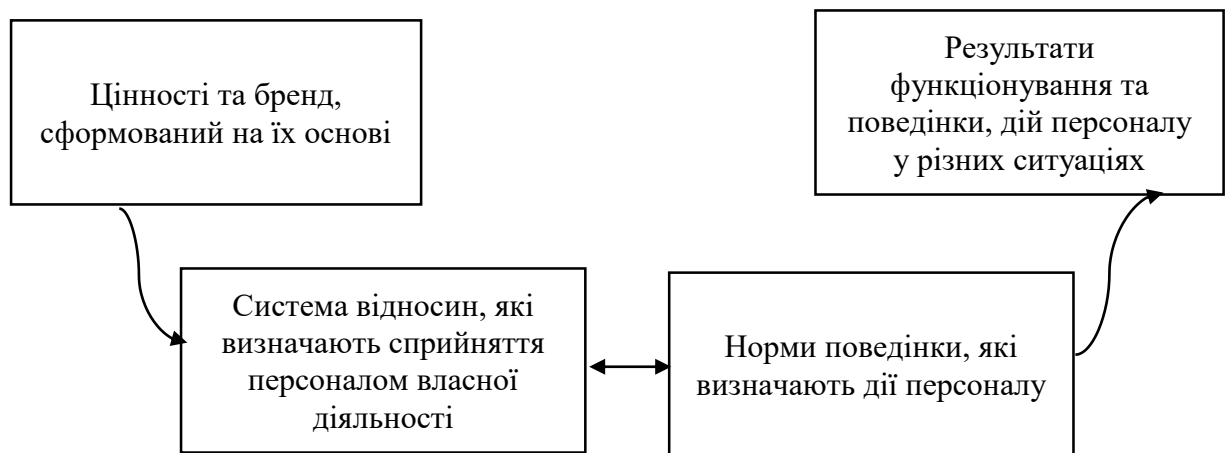 Цінності та бренд,
сформований на їх основі
Результати
функціонування та
поведінки, дій персоналу
у різних ситуаціях
Система відносин, які
визначають сприйняття
персоналом власної
діяльності
Норми поведінки, які
визначають дії персоналу